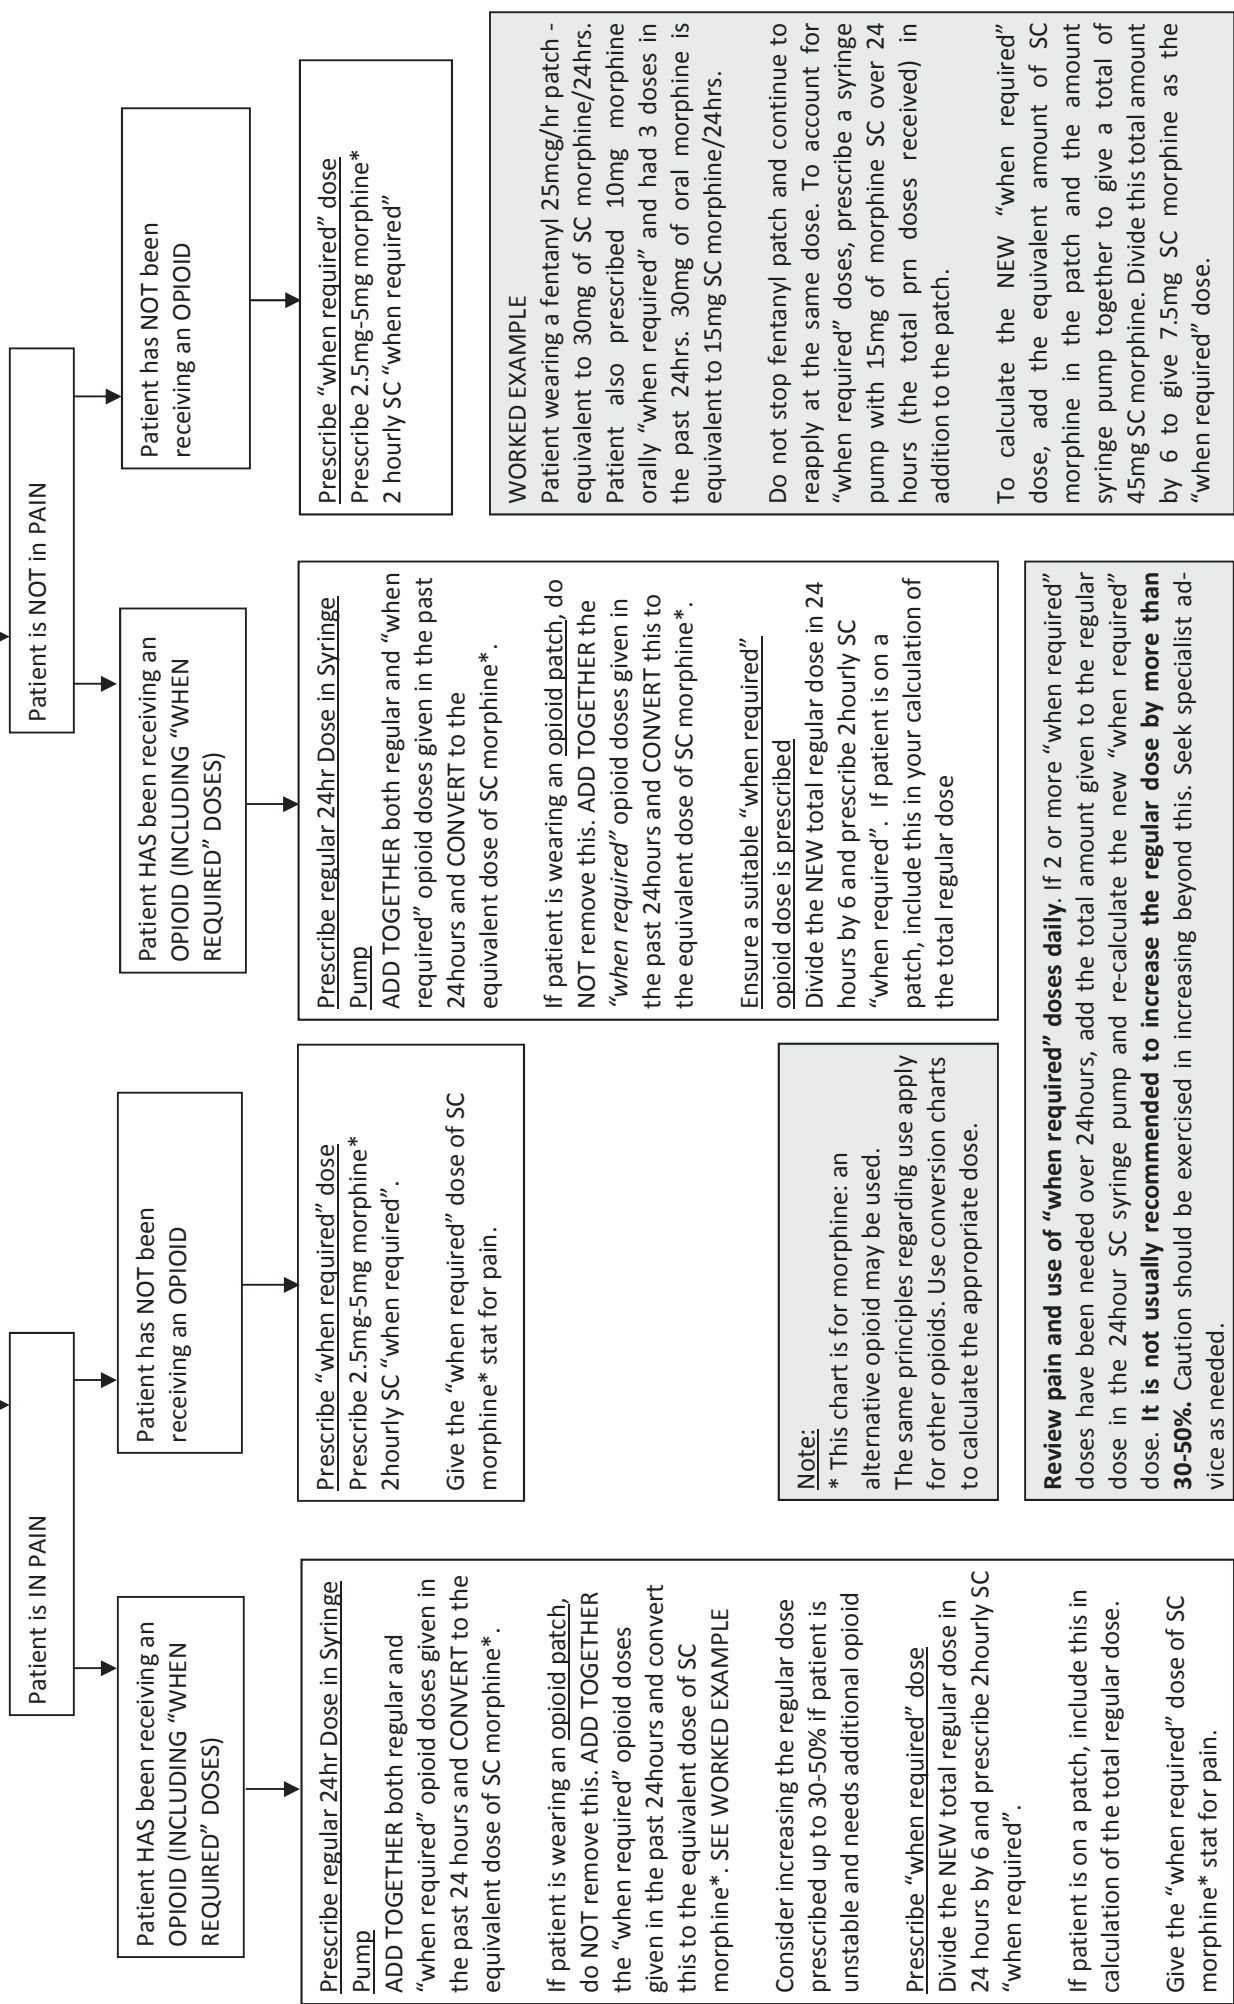 Patient is IN PAIN
Patient HAS been receiving an
OPIOID (INCLUDING “WHEN
REQUIRED” DOSES)
Prescribe regular 24hr Dose in Syringe
Pump
ADD TOGETHER both regular and
“when required” opioid doses given in
the past 24 hours and CONVERT to the
equivalent dose of SC morphine*.
If patient is wearing an opioid patch,
do NOT remove this. ADD TOGETHER
the “when required” opioid doses
given in the past 24hours and convert
this to the equivalent dose of SC
morphine*. SEE WORKED EXAMPLE
Consider increasing the regular dose
prescribed up to 30-50% if patient is
unstable and needs additional opioid
Prescribe “when required” dose
Divide the NEW total regular dose in
24 hours by 6 and prescribe 2hourly SC
“when required”.
If patient is on a patch, include this in
calculation of the total regular dose.
Give the “when required” dose of SC
morphine* stat for pain.
Patient has NOT been
receiving an OPIOID
Prescribe “when required” dose
Prescribe 2.5mg-5mg morphine*
2hourly SC “when required”.
Give the “when required” dose of SC
morphine* stat for pain.
Note:
* This chart is for morphine: an
alternative opioid may be used.
The same principles regarding use apply
for other opioids. Use conversion charts
to calculate the appropriate dose.
Patient is NOT in PAIN
Patient HAS been receiving an
OPIOID (INCLUDING “WHEN
REQUIRED” DOSES)
Prescribe regular 24hr Dose in Syringe
Pump
ADD TOGETHER both regular and “when
required” opioid doses given in the past
24hours and CONVERT to the
equivalent dose of SC morphine*.
If patient is wearing an opioid patch, do
NOT remove this. ADD TOGETHER the
“when required” opioid doses given in
the past 24hours and CONVERT this to
the equivalent dose of SC morphine*.
Ensure a suitable “when required”
opioid dose is prescribed
Divide the NEW total regular dose in 24
hours by 6 and prescribe 2hourly SC
“when required”. If patient is on a
patch, include this in your calculation of
the total regular dose
Patient has NOT been
receiving an OPIOID
Prescribe “when required” dose
Prescribe 2.5mg-5mg morphine*
2 hourly SC “when required”
WORKED EXAMPLE
Patient wearing a fentanyl 25mcg/hr patch -
equivalent to 30mg of SC morphine/24hrs.
Patient also prescribed 10mg morphine
orally “when required” and had 3 doses in
the past 24hrs. 30mg of oral morphine is
equivalent to 15mg SC morphine/24hrs.
Do not stop fentanyl patch and continue to
reapply at the same dose. To account for
“when required” doses, prescribe a syringe
pump with 15mg of morphine SC over 24
hours (the total prn doses received) in
addition to the patch.
To calculate the NEW “when required”
dose, add the equivalent amount of SC
morphine in the patch and the amount
syringe pump together to give a total of
45mg SC morphine. Divide this total amount
by 6 to give 7.5mg SC morphine as the
“when required” dose.
Review pain and use of “when required” doses daily. If 2 or more “when required”
doses have been needed over 24hours, add the total amount given to the regular
dose in the 24hour SC syringe pump and re-calculate the new “when required”
dose. It is not usually recommended to increase the regular dose by more than
30-50%. Caution should be exercised in increasing beyond this. Seek specialist ad-
vice as needed.